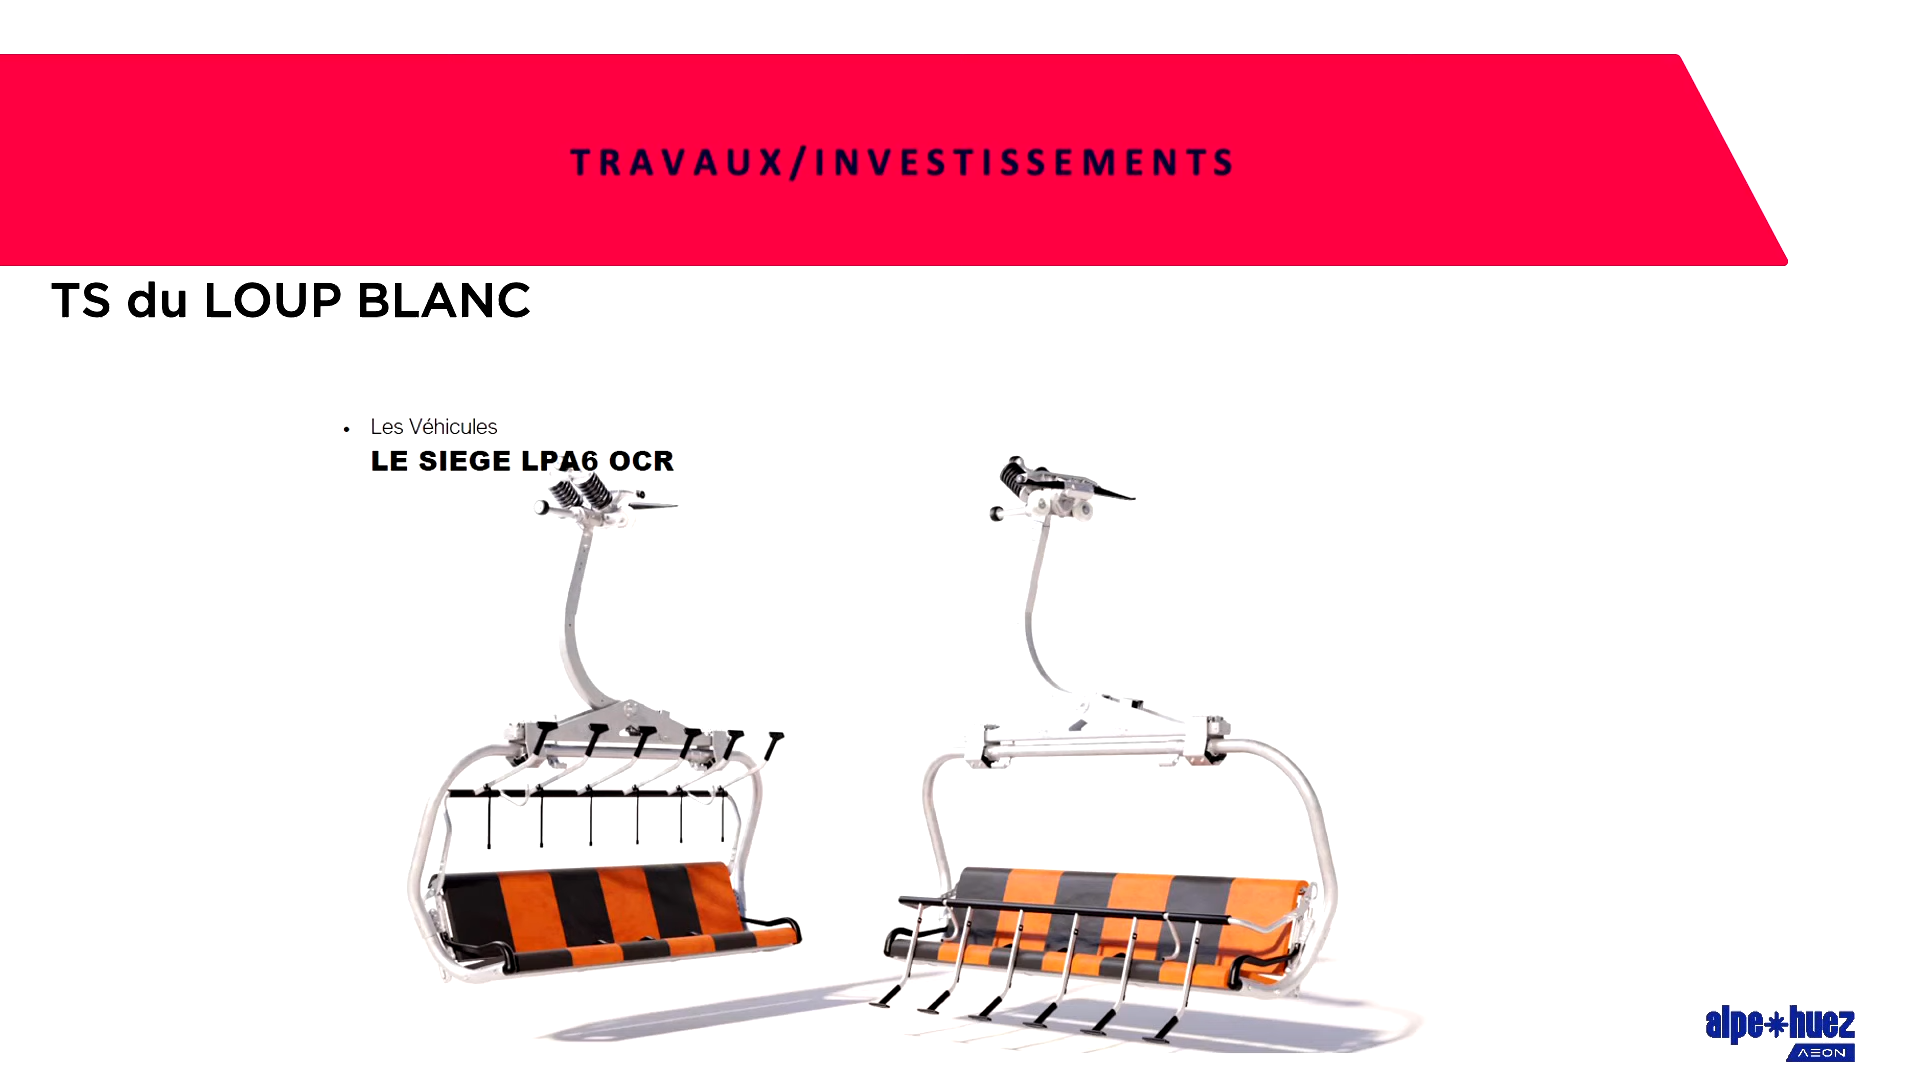 TRAVAUX/INVESTISSEMENTS
TS du LOUP BLANC
• Les Véhicules
LE SIEGE LPA6 OCR
alpe*huez
AEON